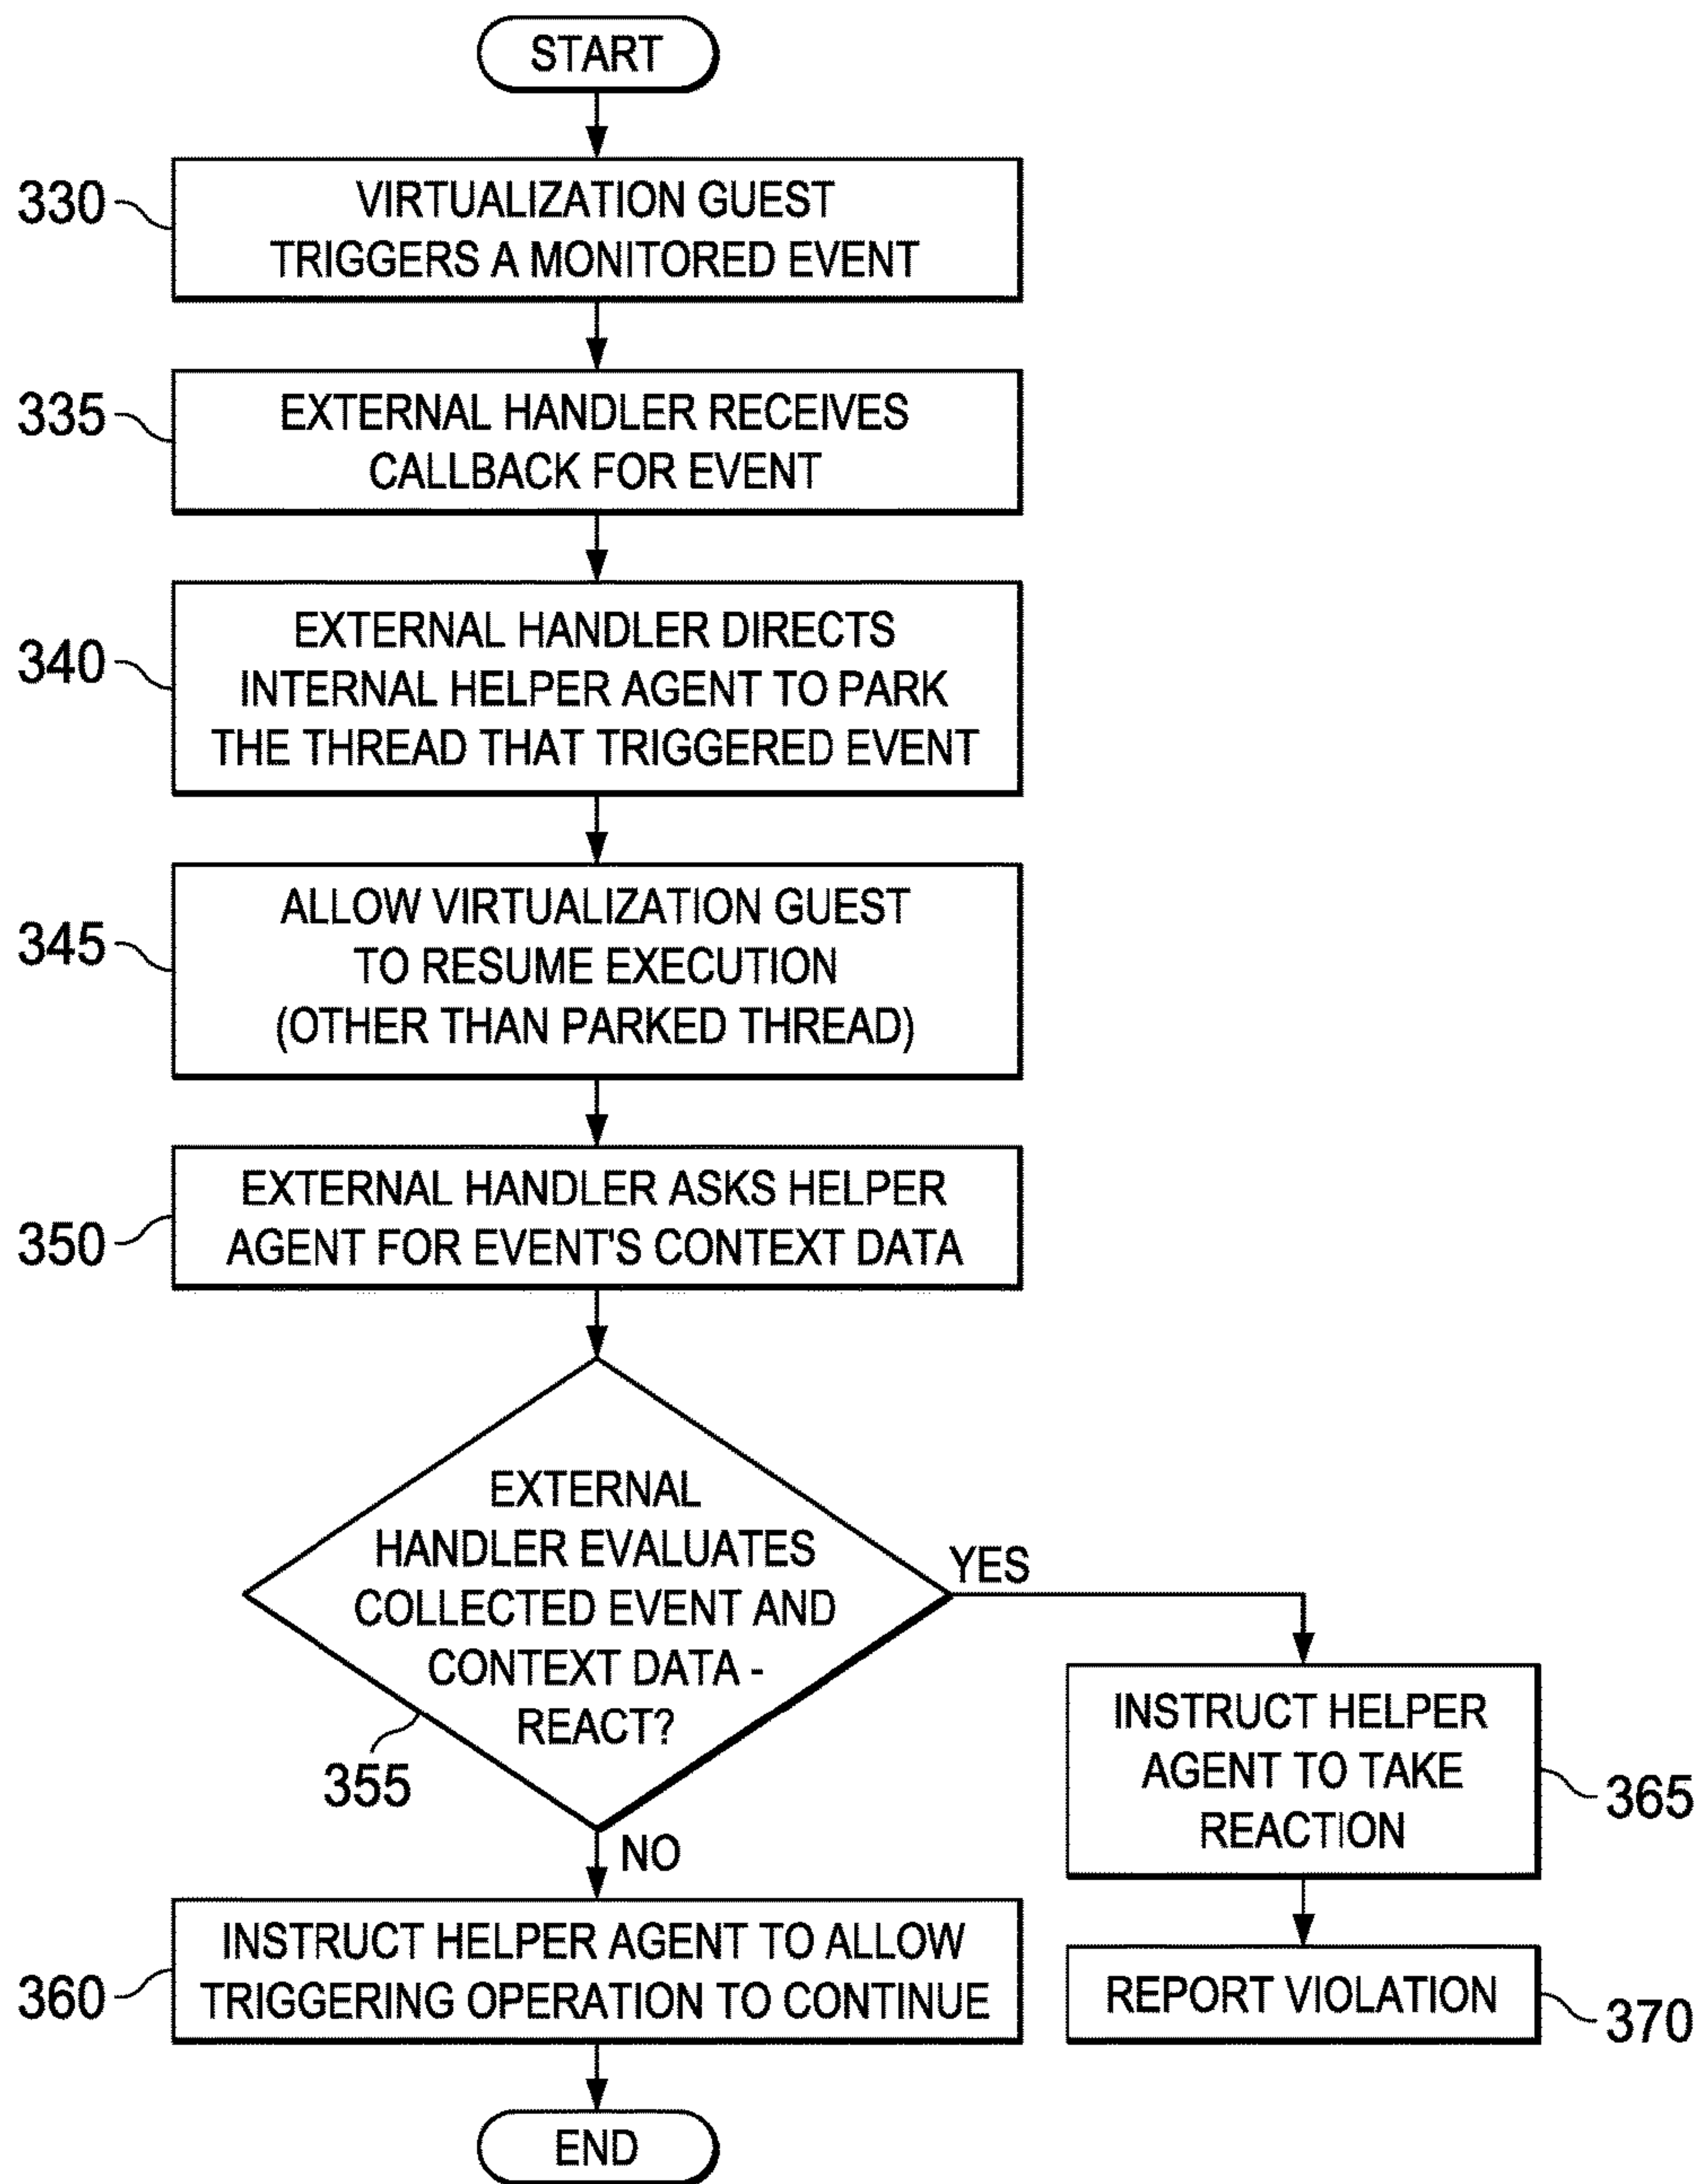 START
330
VIRTUALIZATION GUEST
TRIGGERS A MONITORED EVENT
335
EXTERNAL HANDLER RECEIVES
CALLBACK FOR EVENT
340
EXTERNAL HANDLER DIRECTS
INTERNAL HELPER AGENT TO PARK
THE THREAD THAT TRIGGERED EVENT
345
ALLOW VIRTUALIZATION GUEST
TO RESUME EXECUTION
(OTHER THAN PARKED THREAD)
350
EXTERNAL HANDLER ASKS HELPER
AGENT FOR EVENT'S CONTEXT DATA
EXTERNAL
HANDLER EVALUATES
COLLECTED EVENT AND
CONTEXT DATA -
REACT?
355
YES
INSTRUCT HELPER
AGENT TO TAKE
REACTION
365
NO
360
INSTRUCT HELPER AGENT TO ALLOW
TRIGGERING OPERATION TO CONTINUE
REPORT VIOLATION
370
END